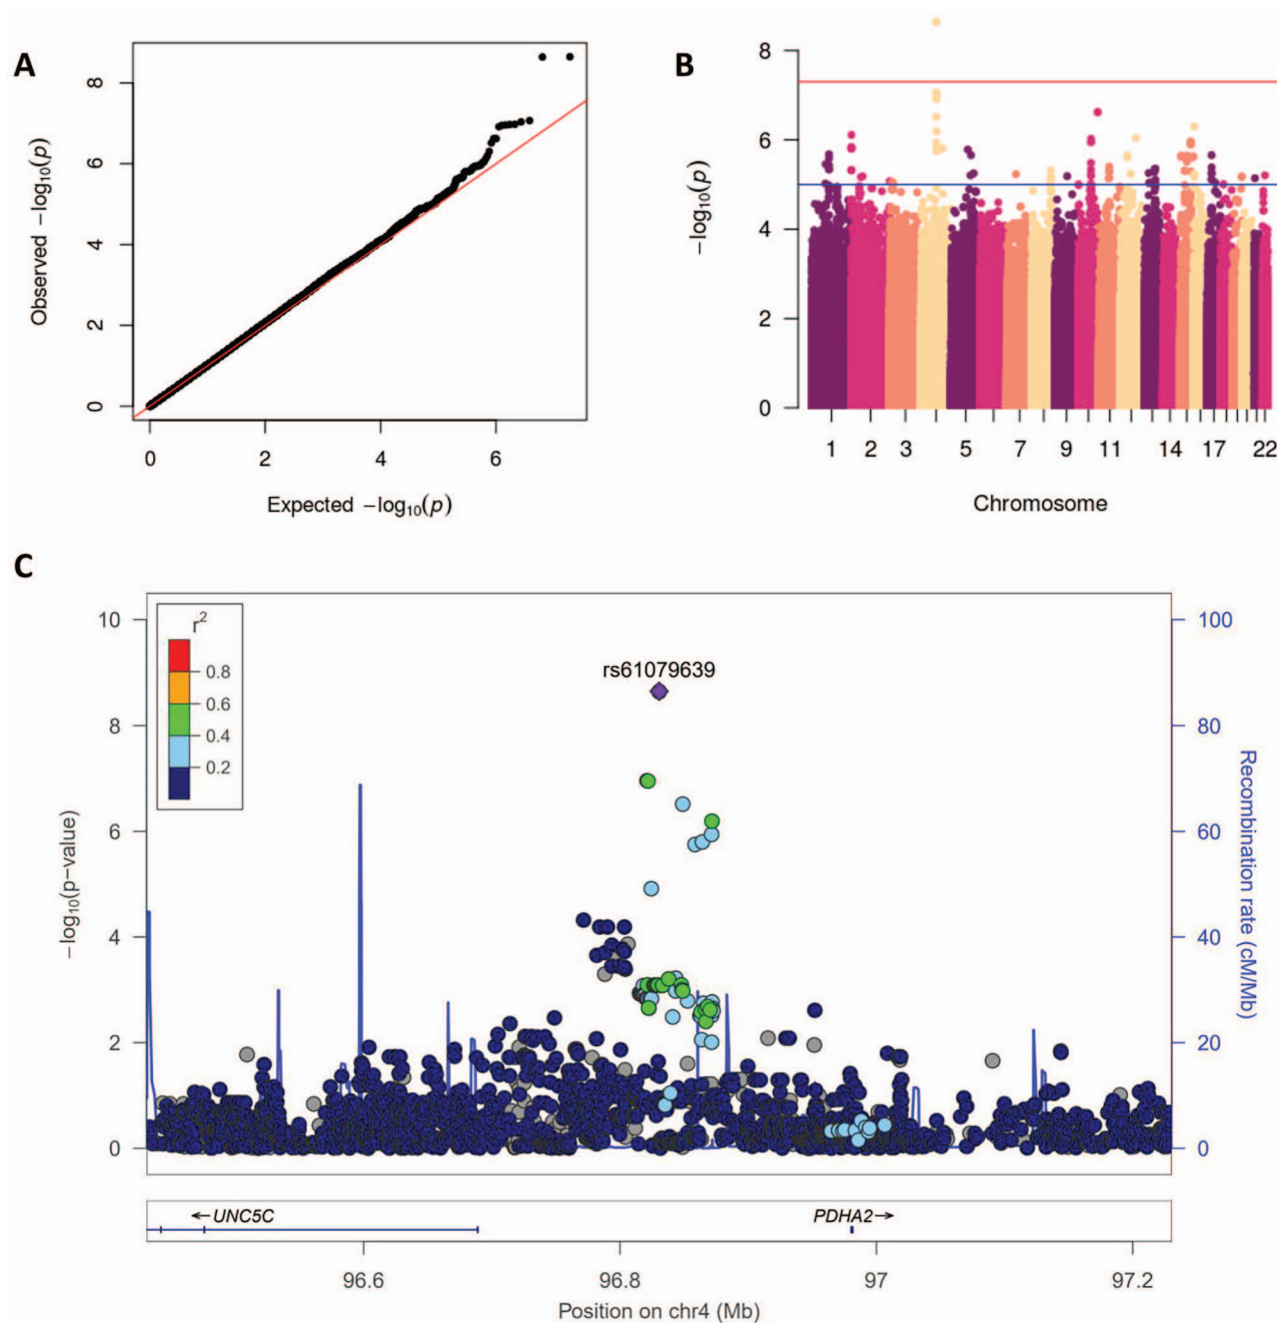 A
Observed −log₁₀(p)
8
6
4
2
0
0 2 4 6
Expected −log₁₀(p)
B
−log₁₀(p)
8
6
4
2
0
1 2 3 5 7 9 11 14 17 22
Chromosome
C
−log₁₀(p−value)
10
8
6
4
2
0
r²
0.8
0.6
0.4
0.2
rs61079639
100
80
60
40
20
0
Recombination rate (cM/Mb)
←UNC5C
PDHA2→
96.6 96.8 97 97.2
Position on chr4 (Mb)